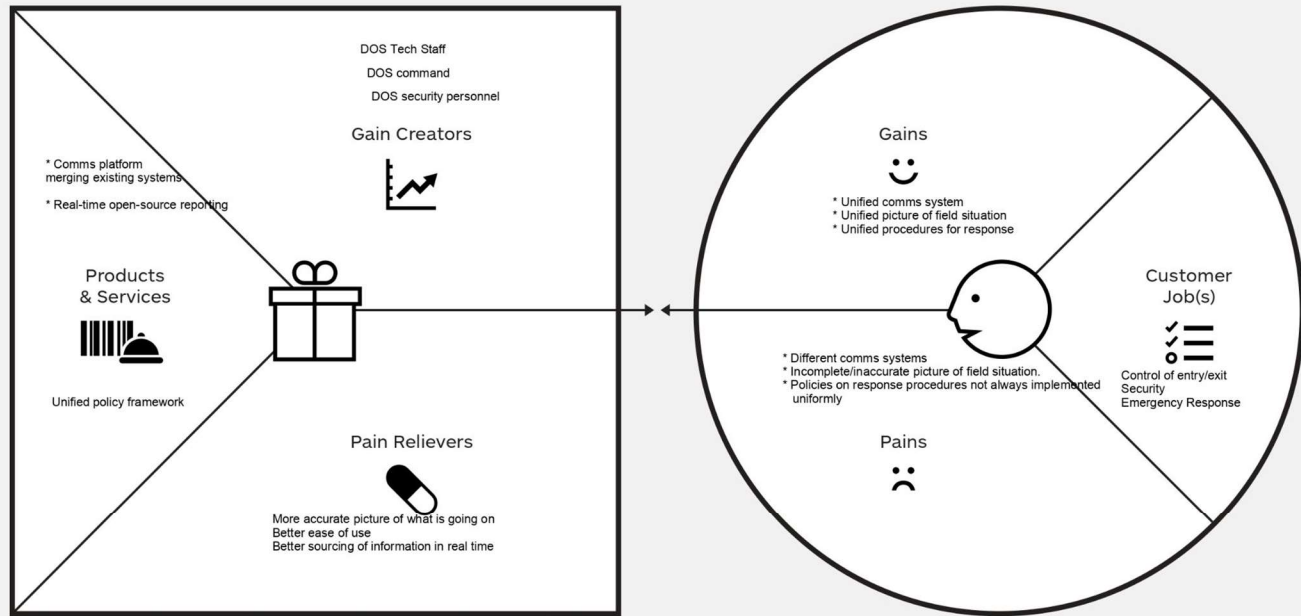 DOS Tech Staff
DOS command
DOS security personnel
Gain Creators
* Comms platform
merging existing systems
* Real-time open-source reporting
Products
& Services
Unified policy framework
Pain Relievers
More accurate picture of what is going on
Better ease of use
Better sourcing of information in real time
Gains
* Unified comms system
* Unified picture of field situation
* Unified procedures for response
Customer
Job(s)
Control of entry/exit
Security
Emergency Response
* Different comms systems
* Incomplete/inaccurate picture of field situation.
* Policies on response procedures not always implemented
uniformly
Pains